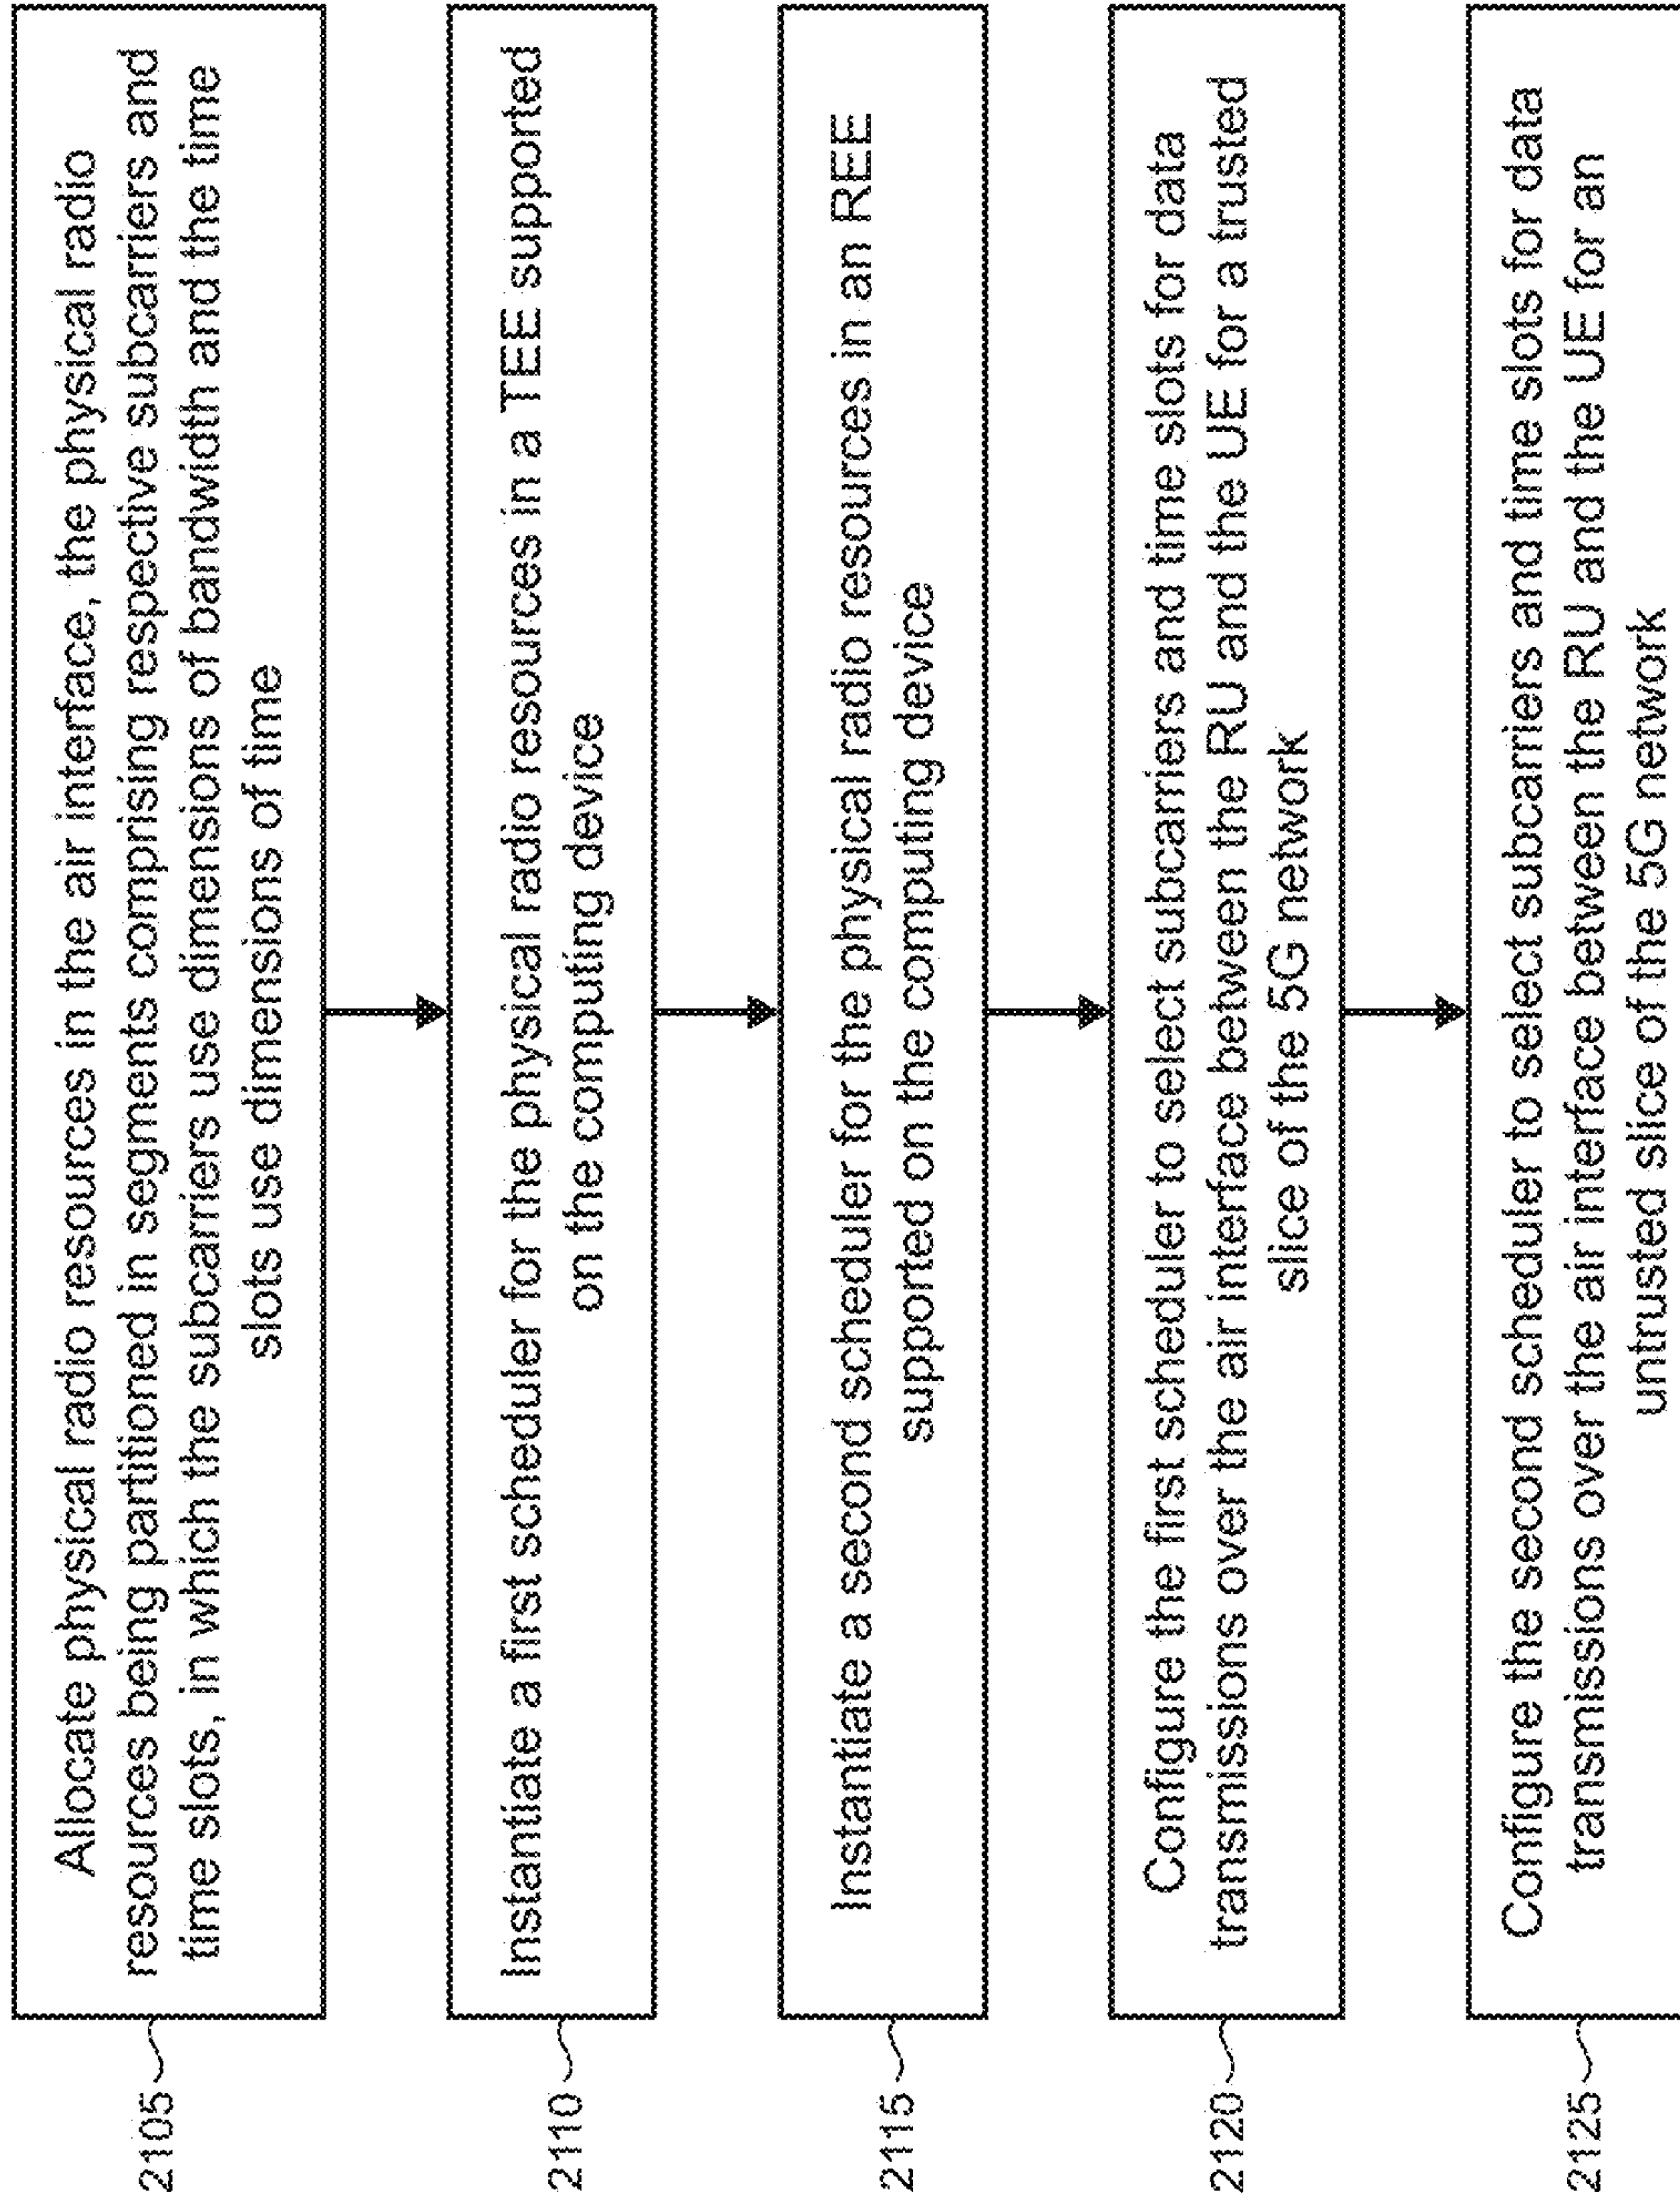 Allocate physical radio resources in the air interface, the physical radio
resources being partitioned in segments comprising respective subcarriers and
time slots, in which the subcarriers use dimensions of bandwidth and the time
slots use dimensions of time
2105
Instantiate a first scheduler for the physical radio resources in a TEE supported
on the computing device
2110
Instantiate a second scheduler for the physical radio resources in an REE
supported on the computing device
2115
Configure the first scheduler to select subcarriers and time slots for data
transmissions over the air interface between the RU and the UE for a trusted
slice of the 5G network
2120
Configure the second scheduler to select subcarriers and time slots for data
transmissions over the air interface between the RU and the UE for an
untrusted slice of the 5G network
2125